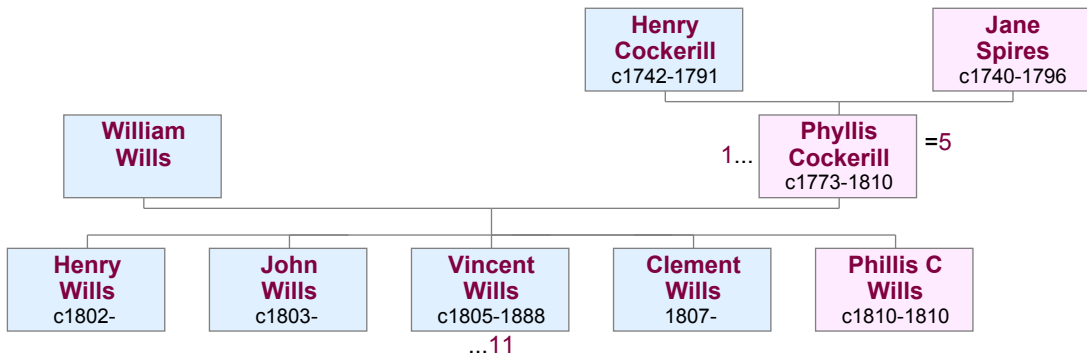 Henry
Cockerill
c1742-1791
Jane
Spires
c1740-1796
William
Wills
1...
Phyllis
Cockerill
c1773-1810
=5
Henry
Wills
c1802-
John
Wills
c1803-
Vincent
Wills
c1805-1888
Clement
Wills
1807-
Phillis C
Wills
c1810-1810
...11